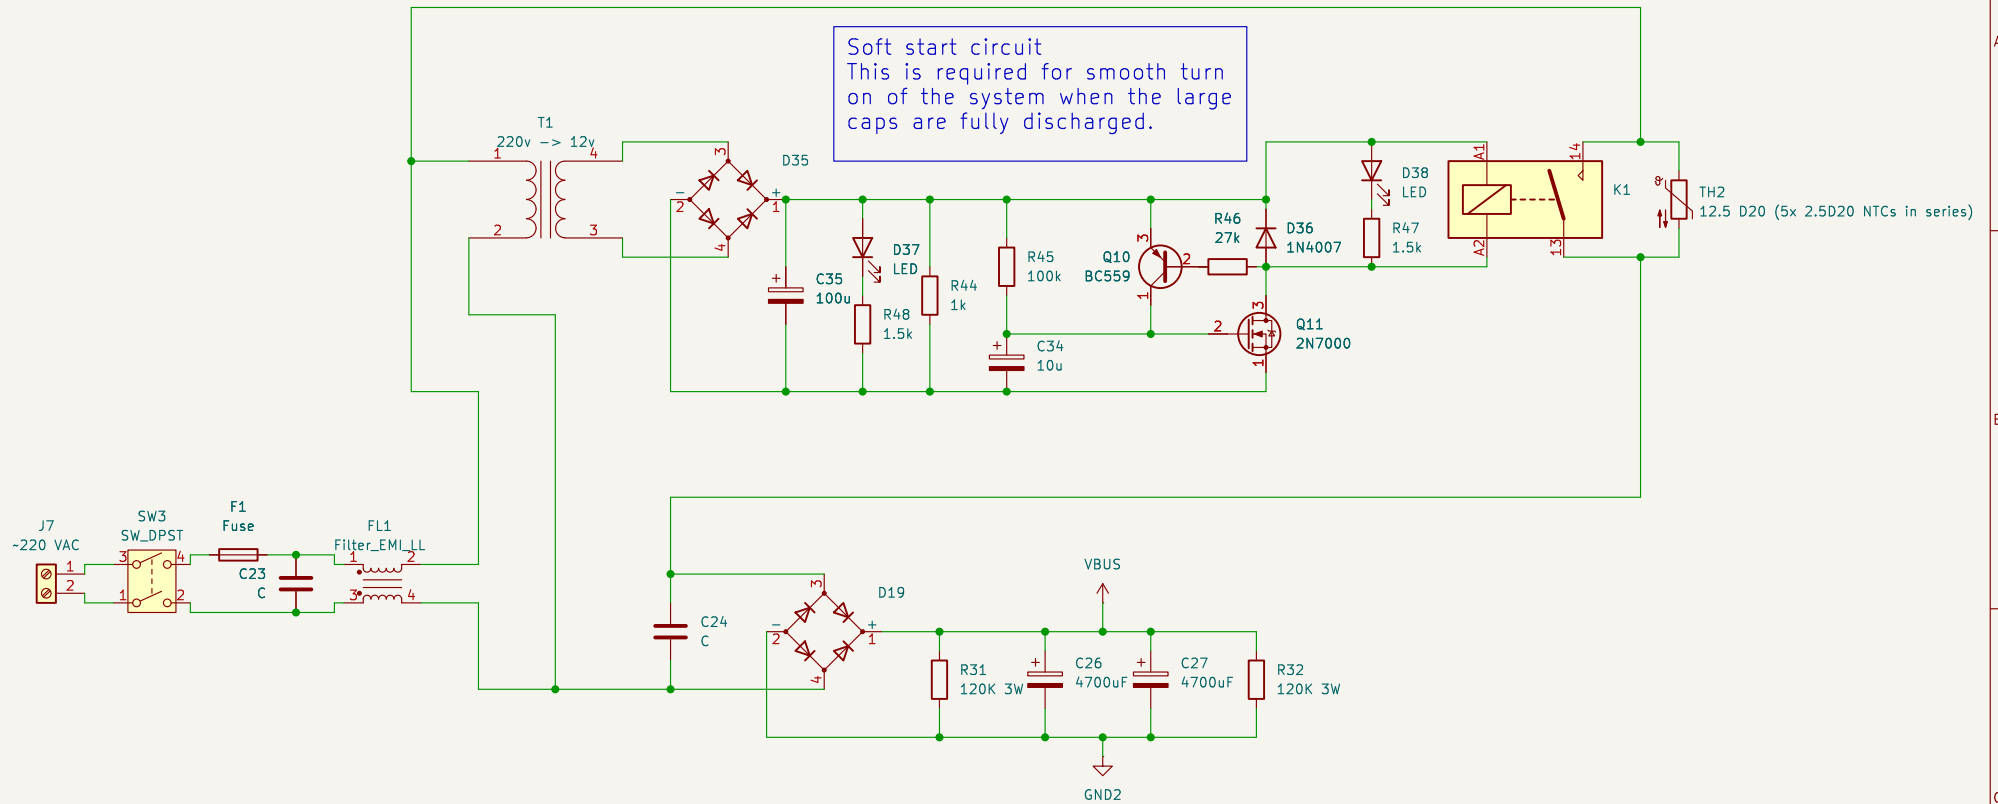 Soft start circuit
This is required for smooth turn
on of the system when the large
caps are fully discharged.
A
T1
220v -> 12v
1
4
2
3
D35
3
-
2
+
1
4
C35
100u
+
D37
LED
R48
1.5k
R44
1k
R45
100k
C34
10u
+
Q10
BC559
3
2
1
R46
27k
D36
1N4007
Q11
2N7000
3
2
1
D38
LED
R47
1.5k
K1
A1
14
A2
13
TH2
12.5 D20 (5x 2.5D20 NTCs in series)
J7
~220 VAC
1
2
SW3
SW_DPST
3
4
1
2
F1
Fuse
C23
C
FL1
Filter_EMI_LL
1
2
3
4
C24
C
D19
3
-
2
+
1
4
R31
120K 3W
C26
4700uF
+
VBUS
C27
4700uF
+
R32
120K 3W
GND2